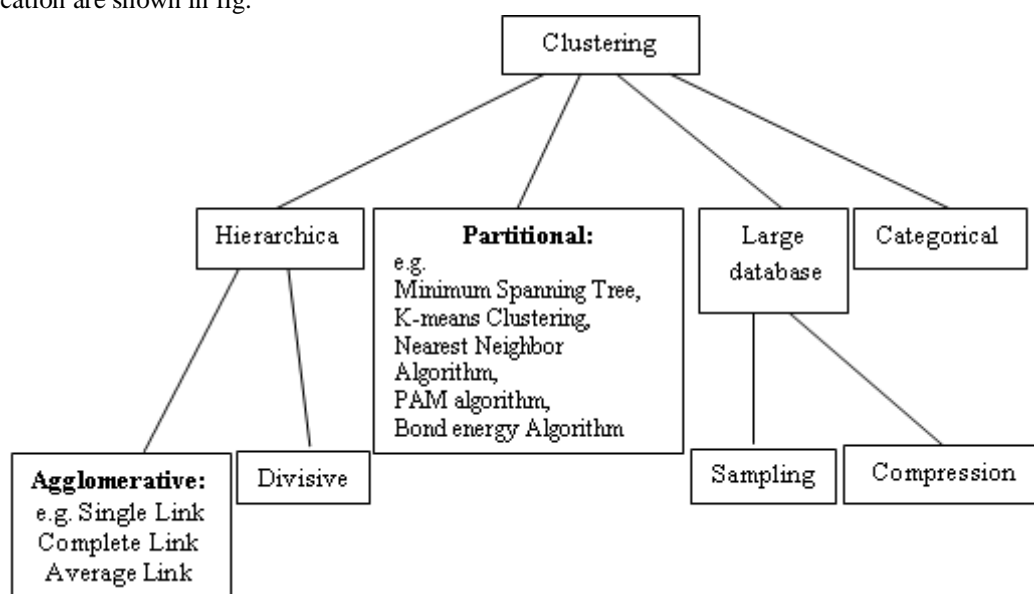 cation are shown in fig.
Clustering
Hierarchica
Partitional:
e.g.
Minimum Spanning Tree,
K-means Clustering,
Nearest Neighbor
Algorithm,
PAM algorithm,
Bond energy Algorithm
Large
database
Categorical
Agglomerative:
e.g. Single Link
Complete Link
Average Link
Divisive
Sampling
Compression